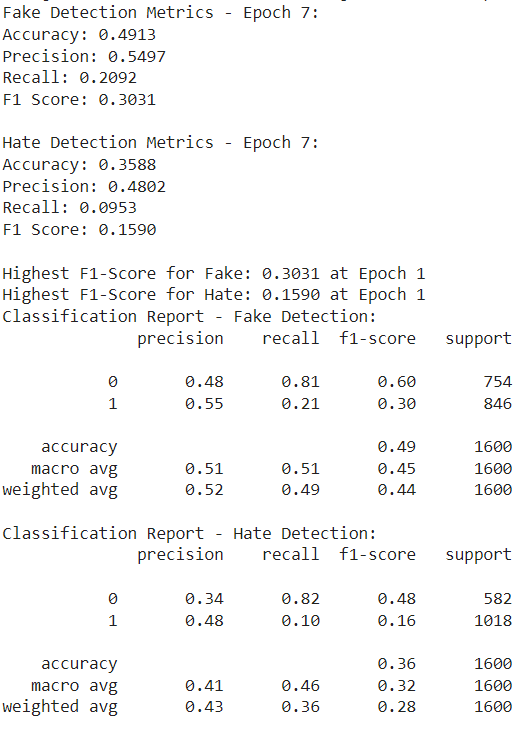 Fake Detection Metrics - Epoch 7:
Accuracy: 0.4913
Precision: 0.5497
Recall: 0.2092
F1 Score: 0.3031
Hate Detection Metrics - Epoch 7:
Accuracy: 0.3588
Precision: 0.4802
Recall: 0.0953
F1 Score: 0.1590
Highest F1-Score for Fake: 0.3031 at Epoch 1
Highest F1-Score for Hate: 0.1590 at Epoch 1
Classification Report - Fake Detection:
precision recall f1-score support
0 0.48 0.81 0.60 754
1 0.55 0.21 0.30 846
accuracy 0.49 1600
macro avg 0.51 0.51 0.45 1600
weighted avg 0.52 0.49 0.44 1600
Classification Report - Hate Detection:
precision recall f1-score support
0 0.34 0.82 0.48 582
1 0.48 0.10 0.16 1018
accuracy 0.36 1600
macro avg 0.41 0.46 0.32 1600
weighted avg 0.43 0.36 0.28 1600